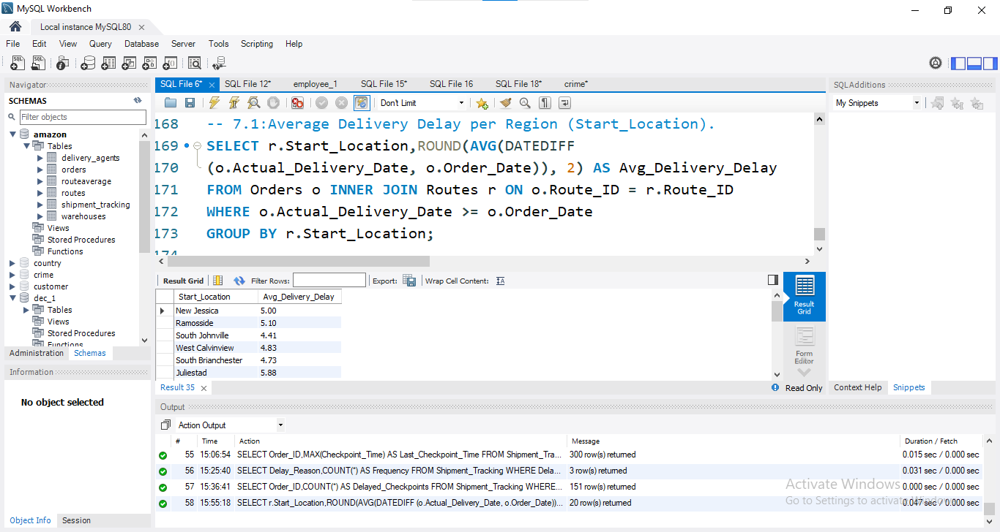 MySQL Workbench
Local instance MySQL80
File Edit View Query Database Server Tools Scripting Help
Navigator
SCHEMAS
Filter objects
amazon
Tables
delivery_agents
orders
routeaverage
routes
shipment_tracking
warehouses
Views
Stored Procedures
Functions
country
crime
customer
dec_1
Tables
Views
Stored Procedures
Functions
Administration Schemas
Information
No object selected
Object Info Session
SQL File 6* SQL File 12* employee_1 SQL File 15* SQL File 16 SQL File 18* crime*
Don't Limit
168 -- 7.1:Average Delivery Delay per Region (Start_Location).
169 SELECT r.Start_Location,ROUND(AVG(DATEDIFF
170 (o.Actual_Delivery_Date, o.Order_Date)), 2) AS Avg_Delivery_Delay
171 FROM Orders o INNER JOIN Routes r ON o.Route_ID = r.Route_ID
172 WHERE o.Actual_Delivery_Date >= o.Order_Date
173 GROUP BY r.Start_Location;
174
Result Grid Filter Rows: Export: Wrap Cell Content:
Start_Location Avg_Delivery_Delay
New Jessica 5.00
Ramosside 5.10
South Johnville 4.41
West Calvinview 4.83
South Brianchester 4.73
Juliestad 5.88
Result Grid
Form Editor
Result 35
Read Only
SQLAdditions
My Snippets
Context Help Snippets
Output
Action Output
# Time Action Message Duration / Fetch
55 15:06:54 SELECT Order_ID,MAX(Checkpoint_Time) AS Last_Checkpoint_Time FROM Shipment_Tra... 300 row(s) returned 0.015 sec / 0.000 sec
56 15:25:40 SELECT Delay_Reason,COUNT(*) AS Frequency FROM Shipment_Tracking WHERE Dela... 3 row(s) returned 0.031 sec / 0.000 sec
57 15:36:41 SELECT Order_ID,COUNT(*) AS Delayed_Checkpoints FROM Shipment_Tracking WHERE... 151 row(s) returned 0.000 sec / 0.000 sec
58 15:55:18 SELECT r.Start_Location,ROUND(AVG(DATEDIFF (o.Actual_Delivery_Date, o.Order_Date))... 20 row(s) returned 0.047 sec / 0.000 sec
Activate Windows
Go to Settings to activate Windows.